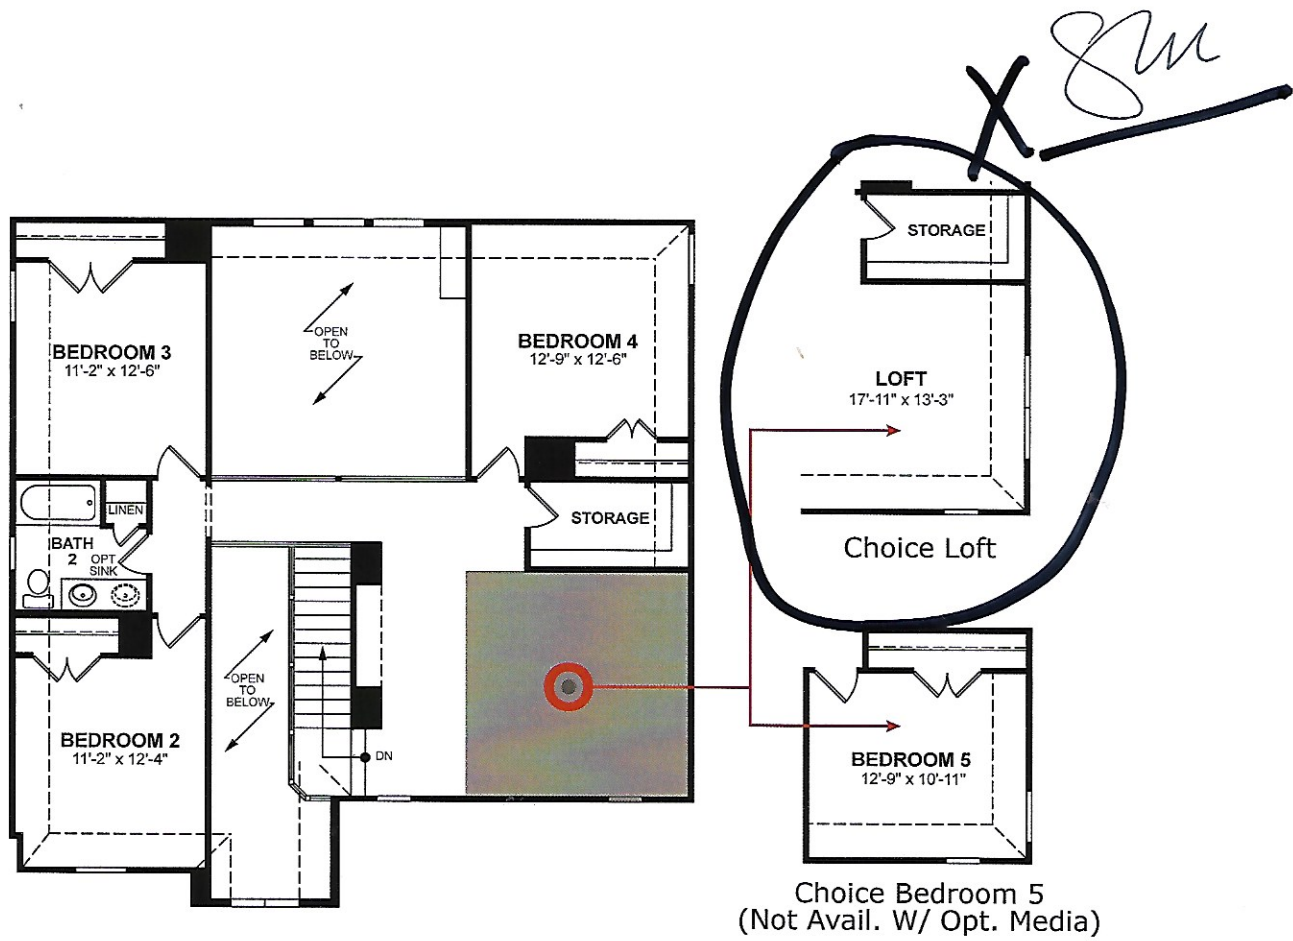 X
STORAGE
BEDROOM 3
11'-2" x 12'-6"
OPEN
TO
BELOW
BEDROOM 4
12'-9" x 12'-6"
LOFT
17'-11" x 13'-3"
LINEN
STORAGE
BATH
2
OPT
SINK
Choice Loft
OPEN
TO
BELOW
BEDROOM 2
11'-2" x 12'-4"
DN
BEDROOM 5
12'-9" x 10'-11"
Choice Bedroom 5
(Not Avail. W/ Opt. Media)